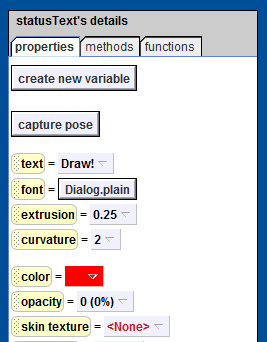 statusText's details
properties methods functions
create new variable
capture pose
text = Draw!
font = Dialog.plain
extrusion = 0.25
curvature = 2
color =
opacity = 0 (0%)
skin texture = <None>